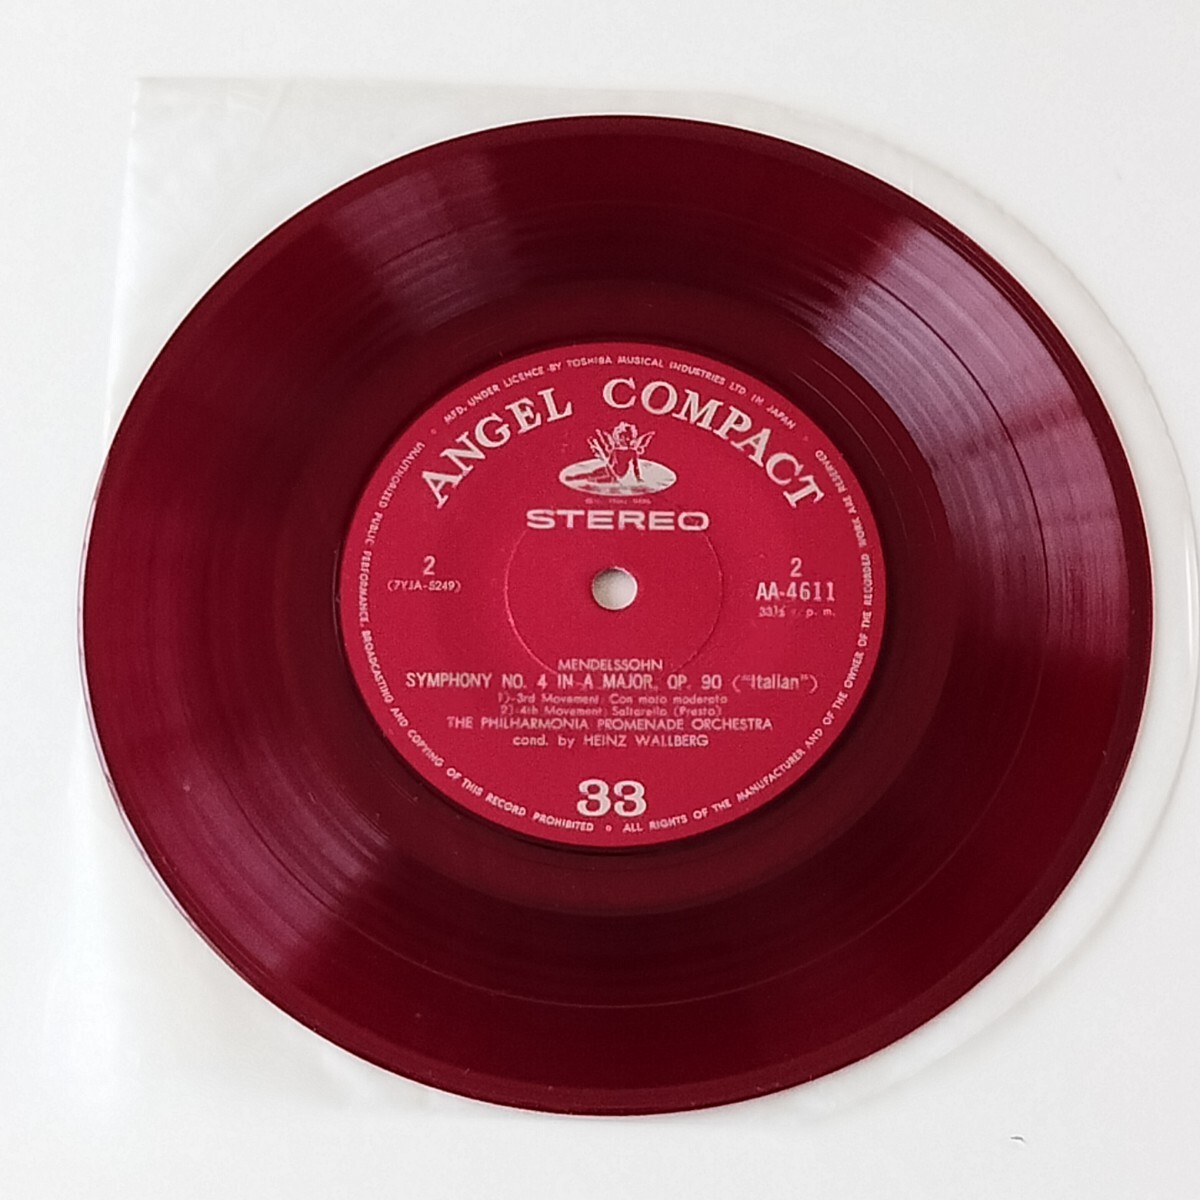 MFD. UNDER LICENCE BY TOSHIBA MUSICAL INDUSTRIES LTD. IN JAPAN
ANGEL COMPACT
STEREO
2
(7YJA-5249)
2
AA-4611
33⅓ r. p. m.
MENDELSSOHN
SYMPHONY NO. 4 IN A MAJOR, OP. 90 ("Italian")
1)-3rd Movement: Con moto moderato
2)-4th Movement: Saltarello (Presto)
THE PHILHARMONIA PROMENADE ORCHESTRA
cond. by HEINZ WALLBERG
33
UNAUTHORIZED PUBLIC PERFORMANCE, BROADCASTING AND COPYING OF THIS RECORD PROHIBITED ● ALL RIGHTS OF THE MANUFACTURER AND OF THE OWNER OF THE RECORDED WORK ARE RESERVED